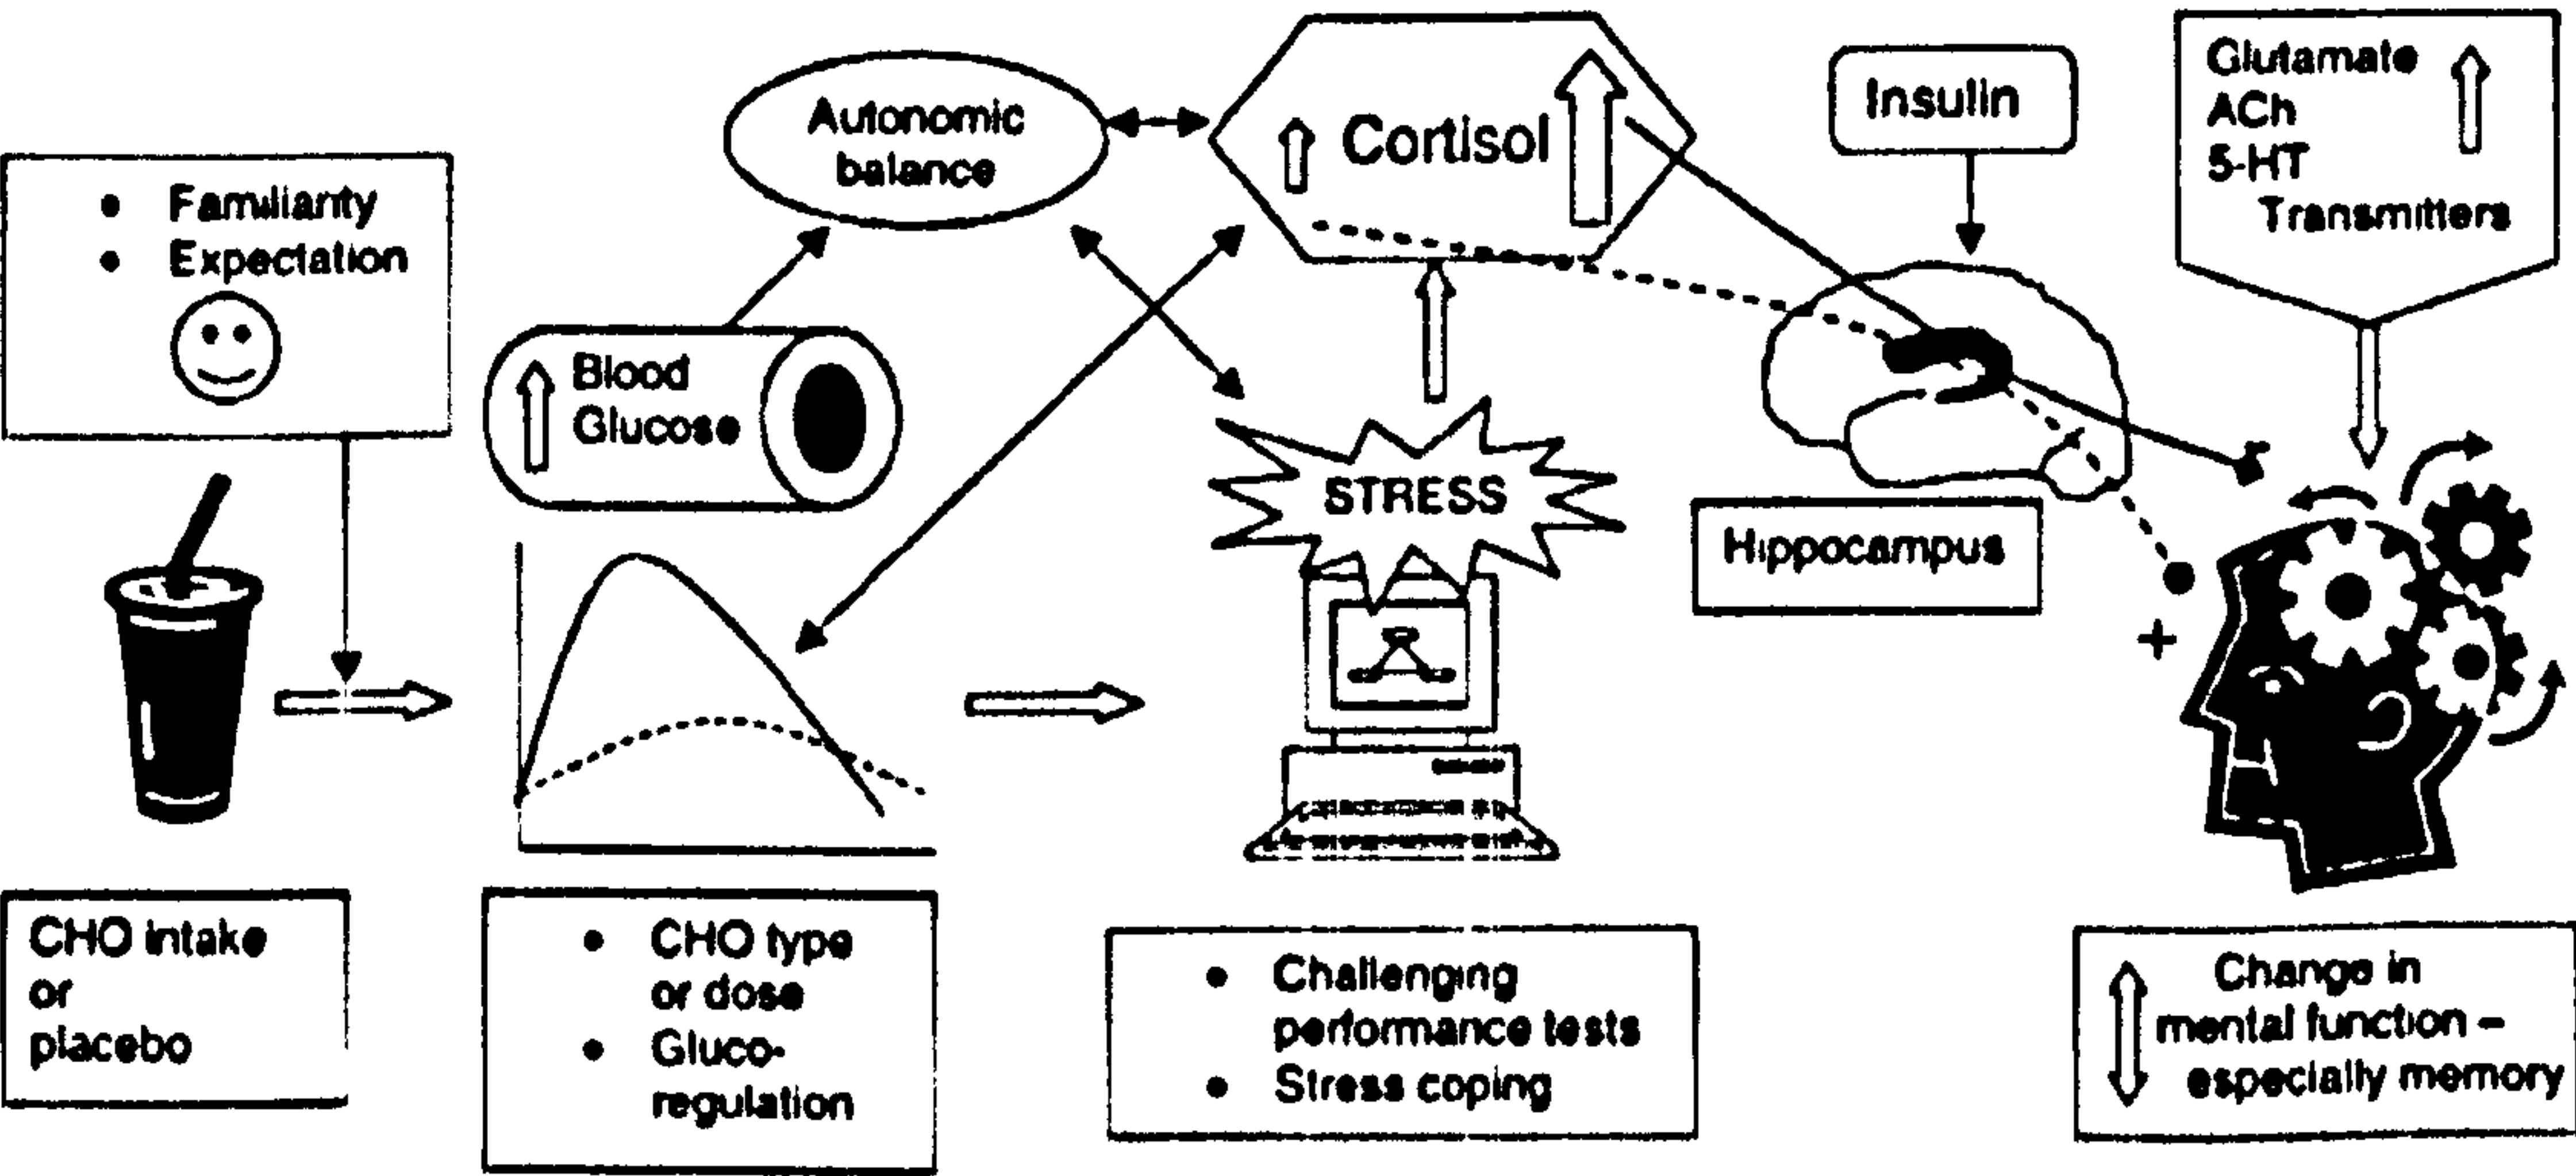 • Familiarity
• Expectation
Autonomic
balance
Cortisol
Insulin
Glutamate
ACh
5-HT
Transmitters
Blood
Glucose
STRESS
Hippocampus
+
CHO intake
or
placebo
• CHO type
or dose
• Gluco-
regulation
• Challenging
performance tests
• Stress coping
Change in
mental function –
especially memory